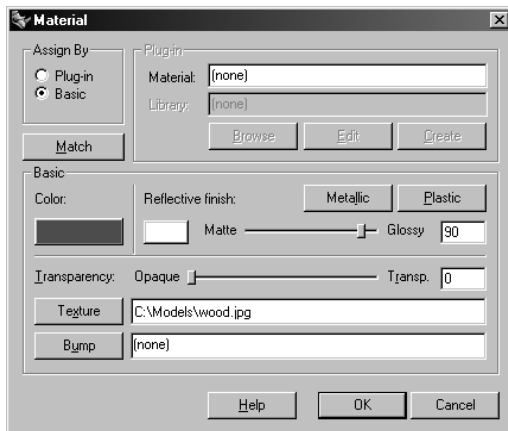 Material
Assign By
Plug-in
Basic
Match
Plug-in
Material: (none)
Library: (none)
Browse Edit Create
Basic
Color:
Reflective finish: Metallic Plastic
Matte Glossy 90
Transparency: Opaque Transp. 0
Texture C:\Models\wood.jpg
Bump (none)
Help OK Cancel